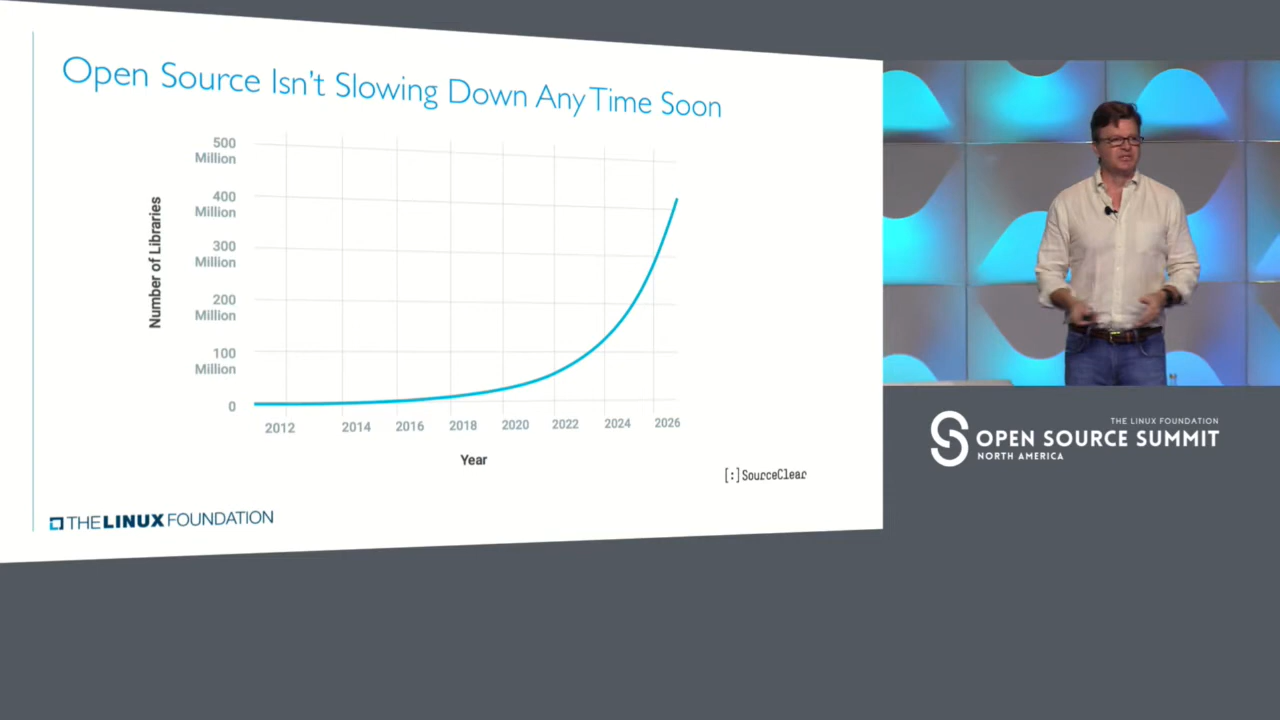 Open Source Isn't Slowing Down Any Time Soon
500
Million
400
Million
300
Million
200
Million
100
Million
0
Number of Libraries
2012 2014 2016 2018 2020 2022 2024 2026
Year
[:]SourceClear
THE LINUX FOUNDATION
THE LINUX FOUNDATION
OPEN SOURCE SUMMIT
NORTH AMERICA